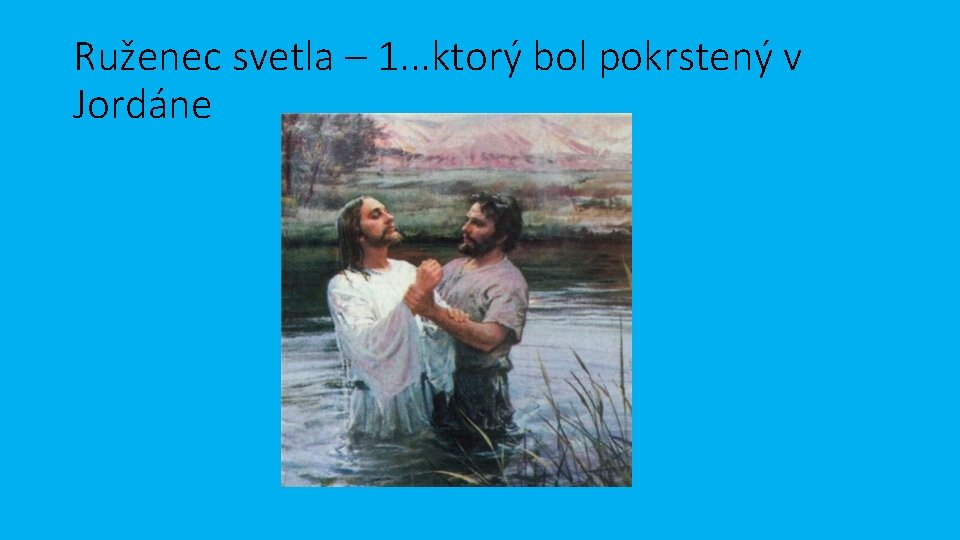 Ruženec svetla – 1...ktorý bol pokrstený v
Jordáne